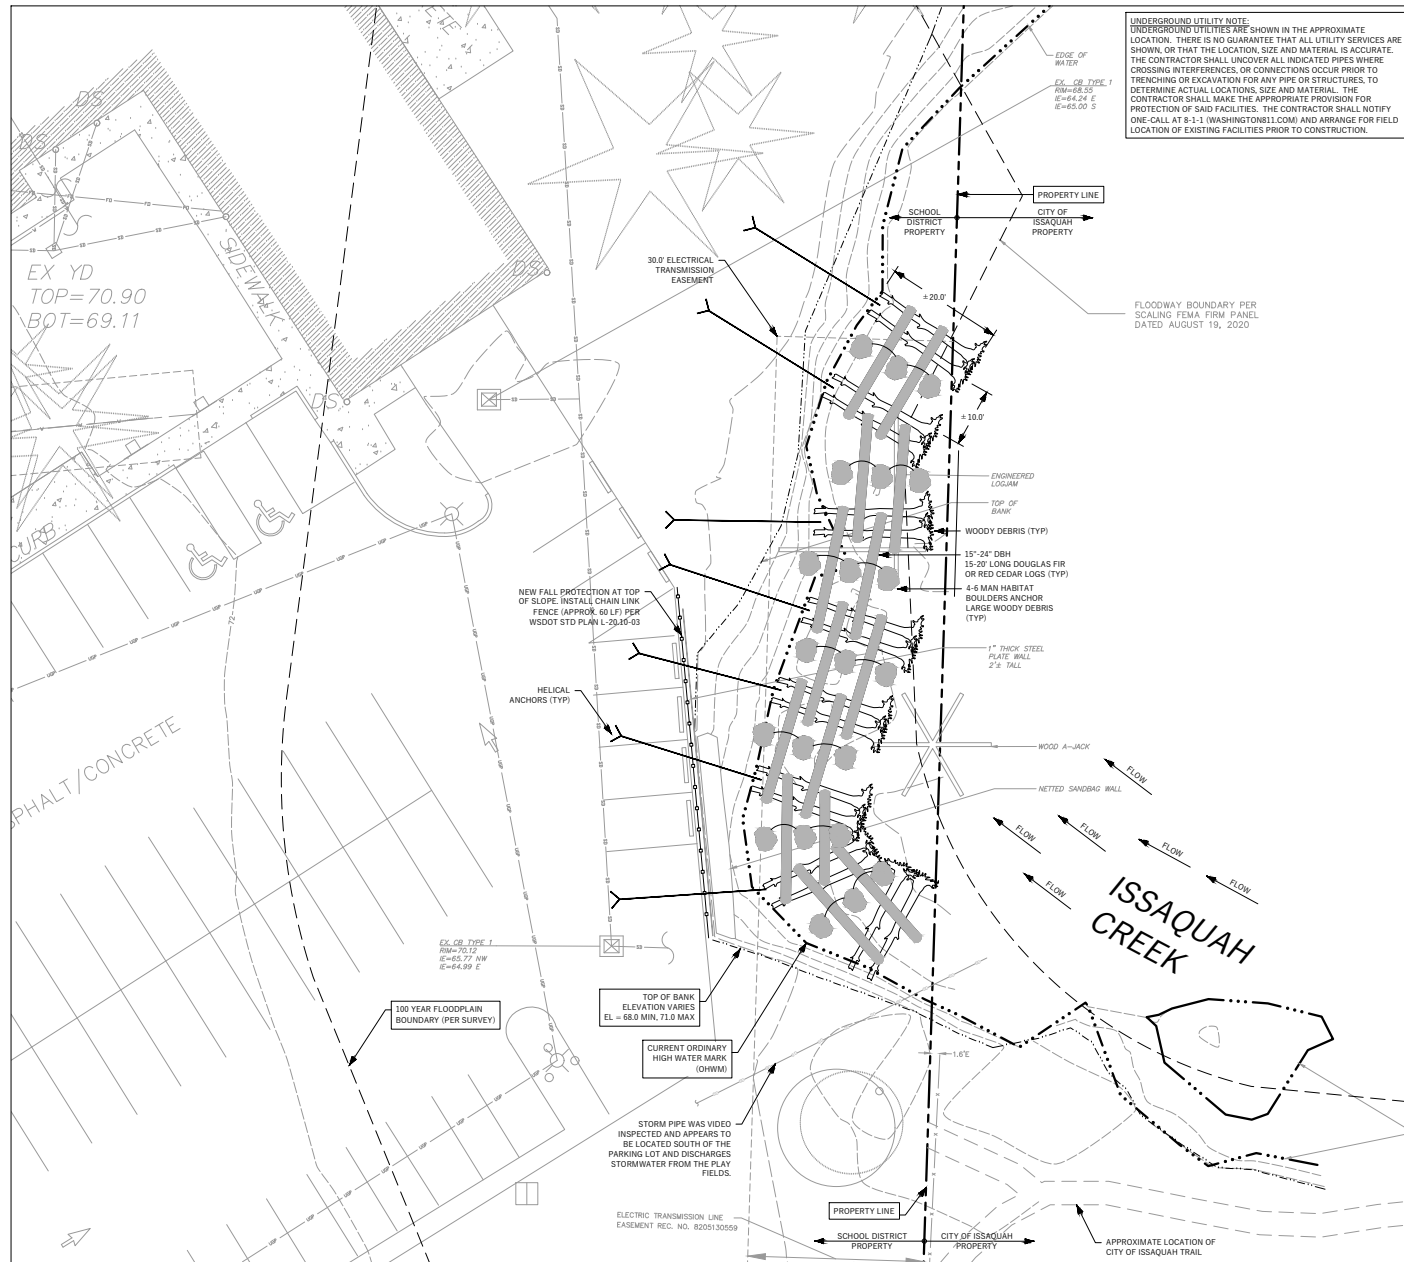 UNDERGROUND UTILITY NOTE:
UNDERGROUND UTILITIES ARE SHOWN IN THE APPROXIMATE
LOCATION. THERE IS NO GUARANTEE THAT ALL UTILITY SERVICES ARE
SHOWN, OR THAT THE LOCATION, SIZE AND MATERIAL IS ACCURATE.
THE CONTRACTOR SHALL UNCOVER ALL INDICATED PIPES WHERE
CROSSING INTERFERENCES, OR CONNECTIONS OCCUR PRIOR TO
TRENCHING OR EXCAVATION FOR ANY PIPE OR STRUCTURES, TO
DETERMINE ACTUAL LOCATIONS, SIZE AND MATERIAL. THE
CONTRACTOR SHALL MAKE THE APPROPRIATE PROVISION FOR
PROTECTION OF SAID FACILITIES. THE CONTRACTOR SHALL NOTIFY
ONE-CALL AT 8-1-1 (WASHINGTON811.COM) AND ARRANGE FOR FIELD
LOCATION OF EXISTING FACILITIES PRIOR TO CONSTRUCTION.
EDGE OF
WATER
EX. CB TYPE 1
RIM=68.55
IE=64.24 E
IE=65.00 S
DS
DS
PROPERTY LINE
SCHOOL
DISTRICT
PROPERTY
CITY OF
ISSAQUAH
PROPERTY
SIDEWALK
DS
EX YD
TOP=70.90
BOT=69.11
30.0' ELECTRICAL
TRANSMISSION
EASEMENT
±20.0'
FLOODWAY BOUNDARY PER
SCALING FEMA FIRM PANEL
DATED AUGUST 19, 2020
DS
±10.0'
ENGINEERED
LOGJAM
TOP OF
BANK
WOODY DEBRIS (TYP)
CURB
15"-24" DBH
15-20' LONG DOUGLAS FIR
OR RED CEDAR LOGS (TYP)
4-6 MAN HABITAT
BOULDERS ANCHOR
LARGE WOODY DEBRIS
(TYP)
NEW FALL PROTECTION AT TOP
OF SLOPE. INSTALL CHAIN LINK
FENCE (APPROX. 60 LF) PER
WSDOT STD PLAN L-20.10-03
72
1" THICK STEEL
PLATE WALL
2'± TALL
HELICAL
ANCHORS (TYP)
PHALT/CONCRETE
WOOD A-JACK
NETTED SANDBAG WALL
FLOW
FLOW
FLOW
FLOW
FLOW
FLOW
ISSAQUAH
CREEK
EX. CB TYPE 1
RIM=70.12
IE=65.77 NW
IE=64.99 E
TOP OF BANK
ELEVATION VARIES
EL = 68.0 MIN, 71.0 MAX
100 YEAR FLOODPLAIN
BOUNDARY (PER SURVEY)
CURRENT ORDINARY
HIGH WATER MARK
(OHWM)
1.6'E
STORM PIPE WAS VIDEO
INSPECTED AND APPEARS TO
BE LOCATED SOUTH OF THE
PARKING LOT AND DISCHARGES
STORMWATER FROM THE PLAY
FIELDS.
ELECTRIC TRANSMISSION LINE
EASEMENT REC. NO. 8205130559
PROPERTY LINE
SCHOOL DISTRICT
PROPERTY
CITY OF ISSAQUAH
PROPERTY
APPROXIMATE LOCATION OF
CITY OF ISSAQUAH TRAIL